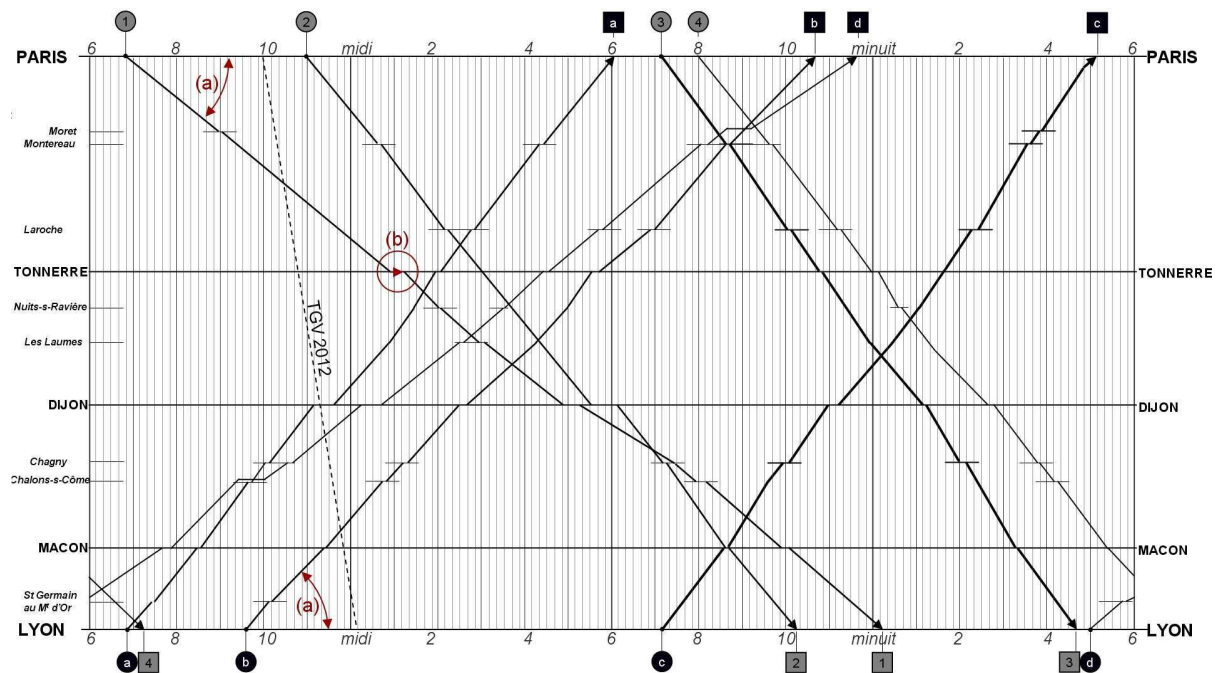 1 2 a 3 4 b d c
6 8 10 midi 2 4 6 8 10 minuit 2 4 6
PARIS PARIS
(a)
Moret
Montereau
Laroche
(b)
TONNERRE TONNERRE
Nuits-s-Ravière
TGV 2012
Les Laumes
DIJON DIJON
Chagny
Chalons-s-Côme
MACON MACON
(a)
St Germain
au Mt d'Or
LYON LYON
6 8 10 midi 2 4 6 8 10 minuit 2 4 6
a 4 b c 2 1 3 d